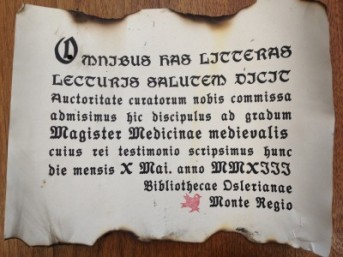 Omnibus has litteras
lecturis salutem dicit
Auctoritate curatorum nobis commissa
admisimus hic discipulus ad gradum
Magister Medicinae medievalis
cuius rei testimonio scripsimus hunc
die mensis X Mai. anno MMXIII
Bibliothecae Oslerianae
Monte Regio